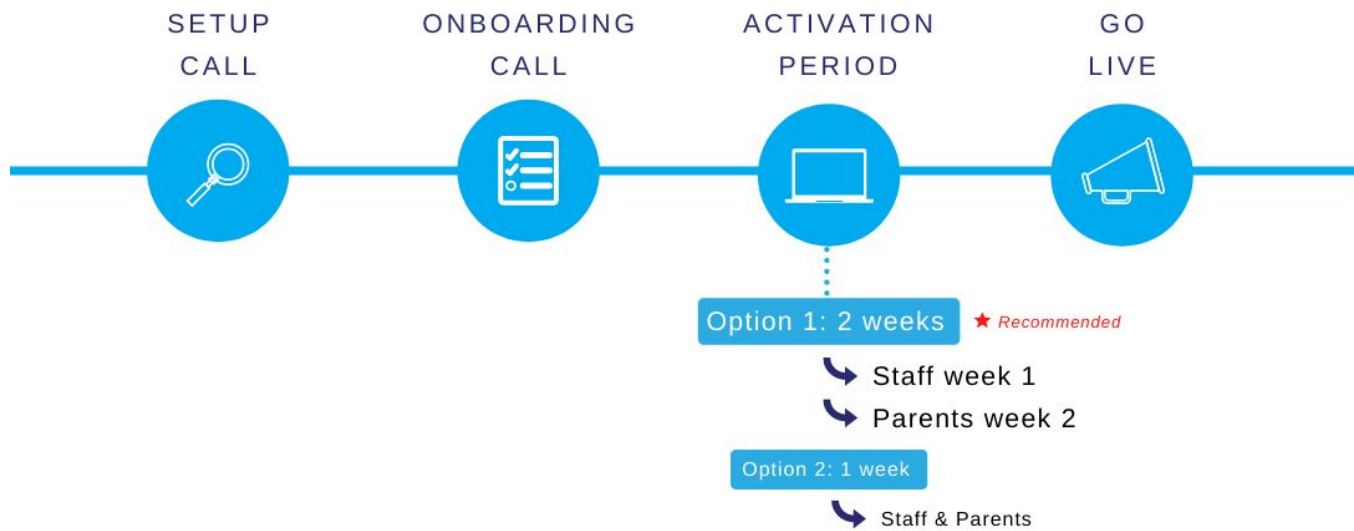 SETUP
CALL
ONBOARDING
CALL
ACTIVATION
PERIOD
GO
LIVE
Option 1: 2 weeks
Recommended
Staff week 1
Parents week 2
Option 2: 1 week
Staff & Parents